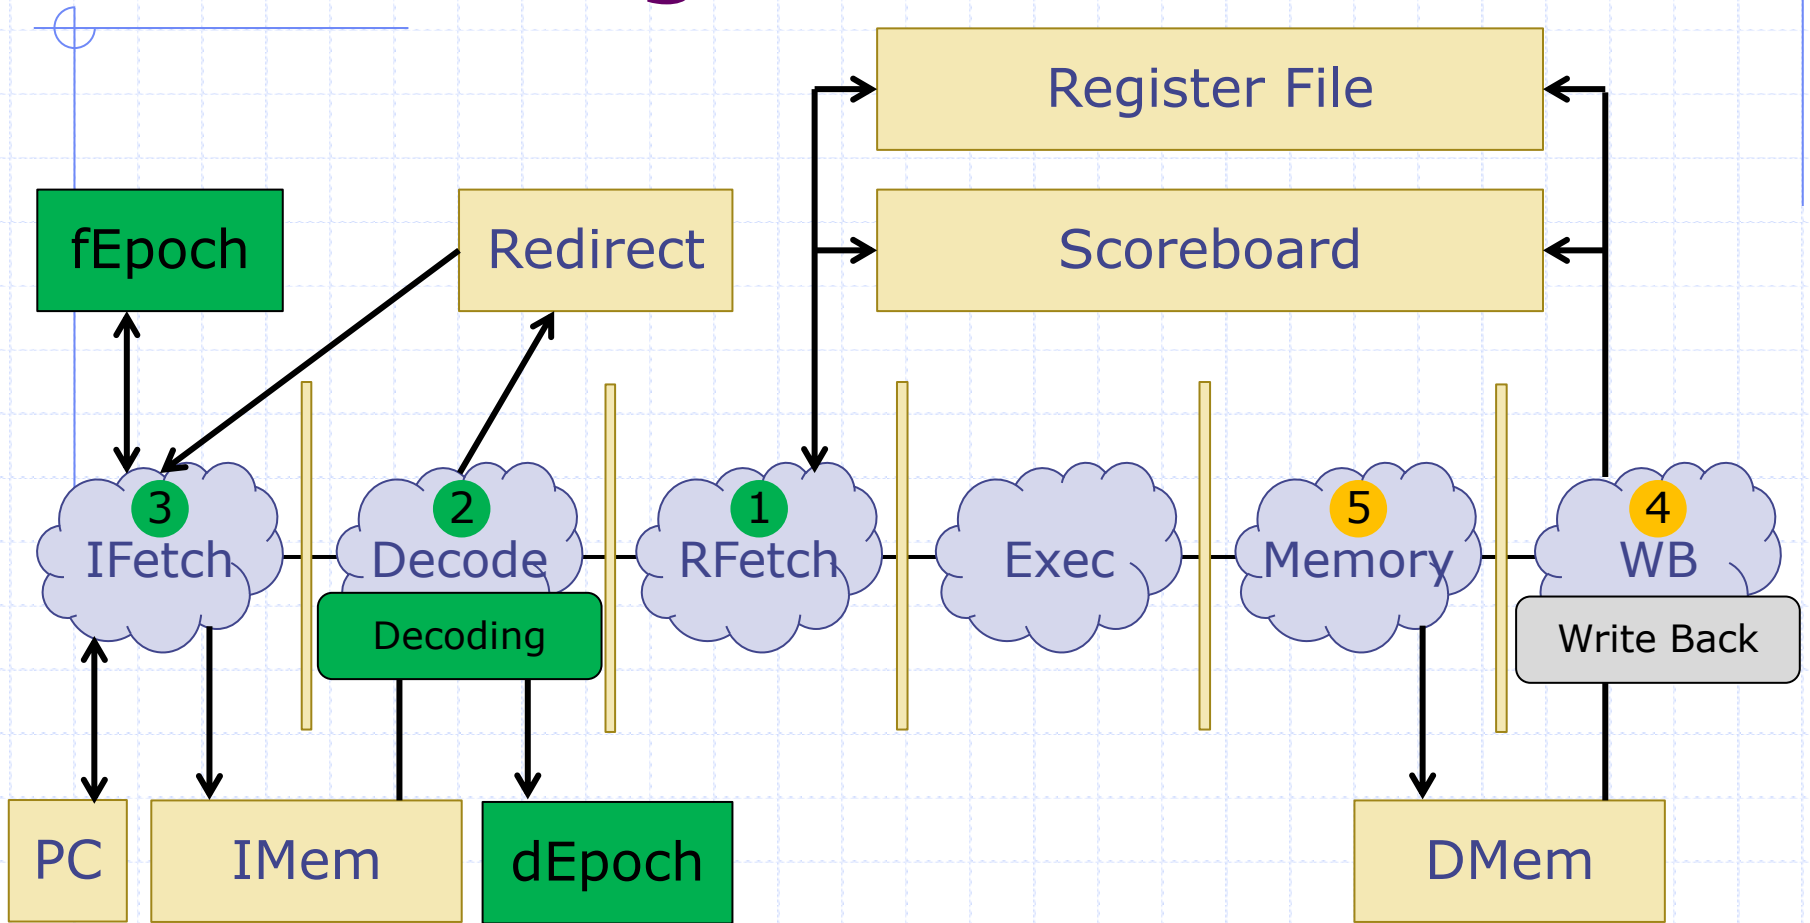 Register File
fEpoch
Redirect
Scoreboard
3
2
1
5
4
IFetch
Decode
RFetch
Exec
Memory
WB
Decoding
Write Back
PC
IMem
dEpoch
DMem